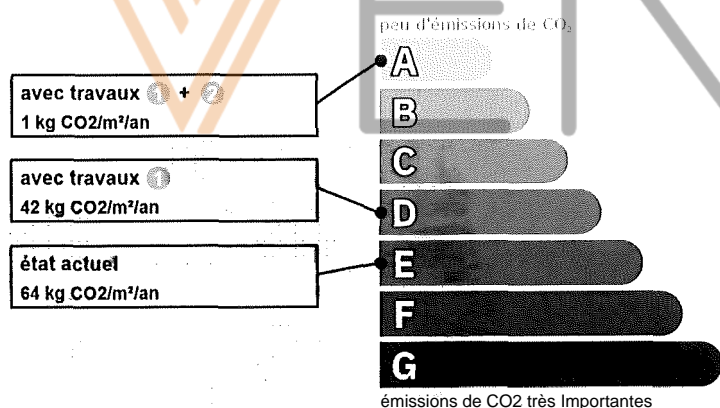 peu d'émissions de CO₂
A
avec travaux 1 + 2
1 kg CO2/m²/an
B
C
avec travaux 1
42 kg CO2/m²/an
D
état actuel
64 kg CO2/m²/an
E
F
G
émissions de CO2 très Importantes